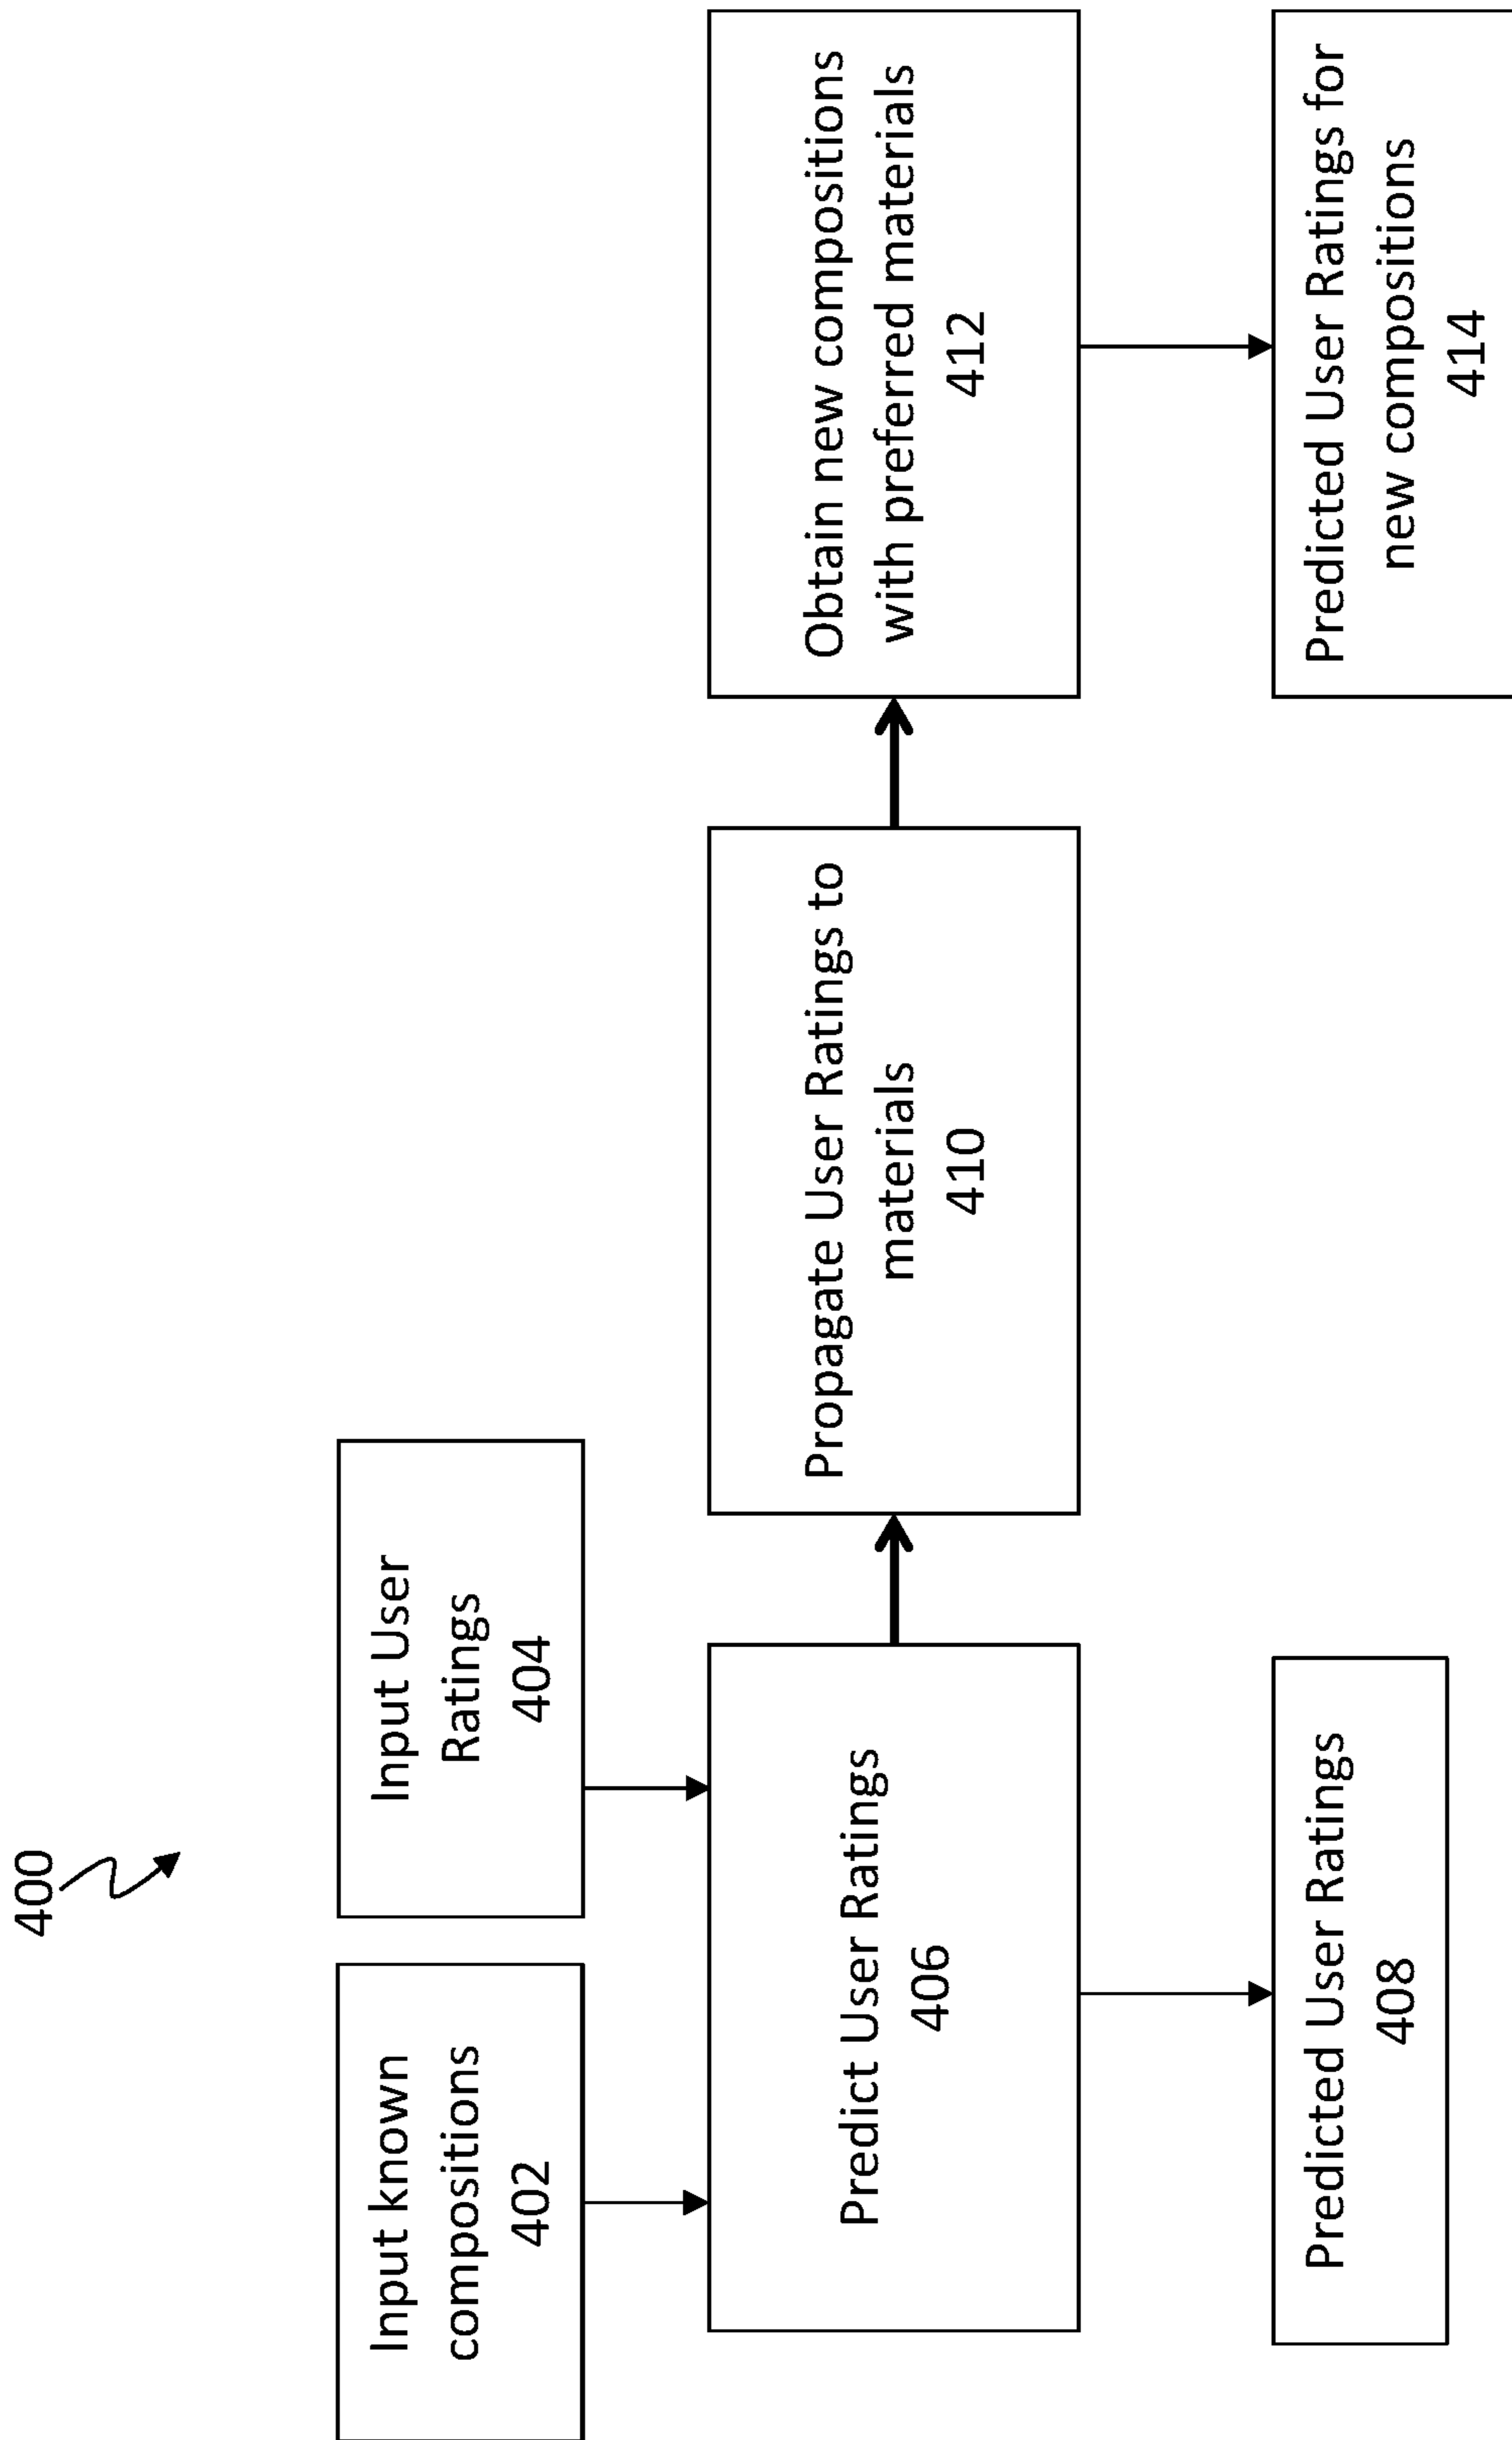 400
Input known
compositions
402
Input User
Ratings
404
Predict User Ratings
406
Predicted User Ratings
408
Propagate User Ratings to
materials
410
Obtain new compositions
with preferred materials
412
Predicted User Ratings for
new compositions
414